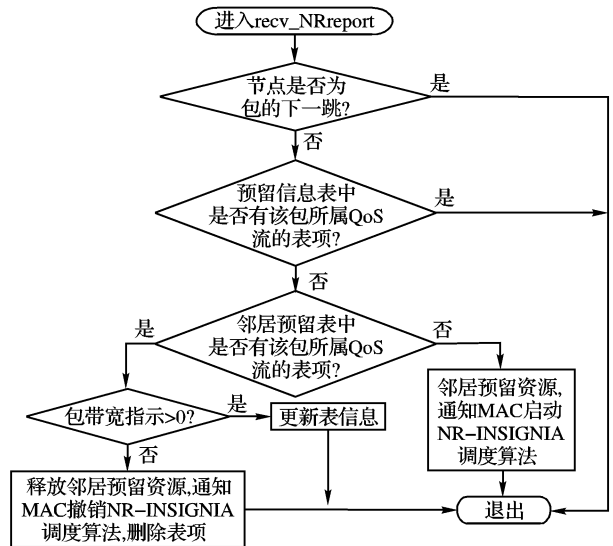 进入recv_NRreport
节点是否为
包的下一跳?
是
否
预留信息表中
是否有该包所属QoS
流的表项?
是
否
邻居预留表中
是否有该包所属QoS
流的表项?
是
否
包带宽指示>0?
是
更新表信息
邻居预留资源,
通知MAC启动
NR-INSIGNIA
调度算法
否
释放邻居预留资源,通知
MAC撤销NR-INSIGNIA
调度算法,删除表项
退出